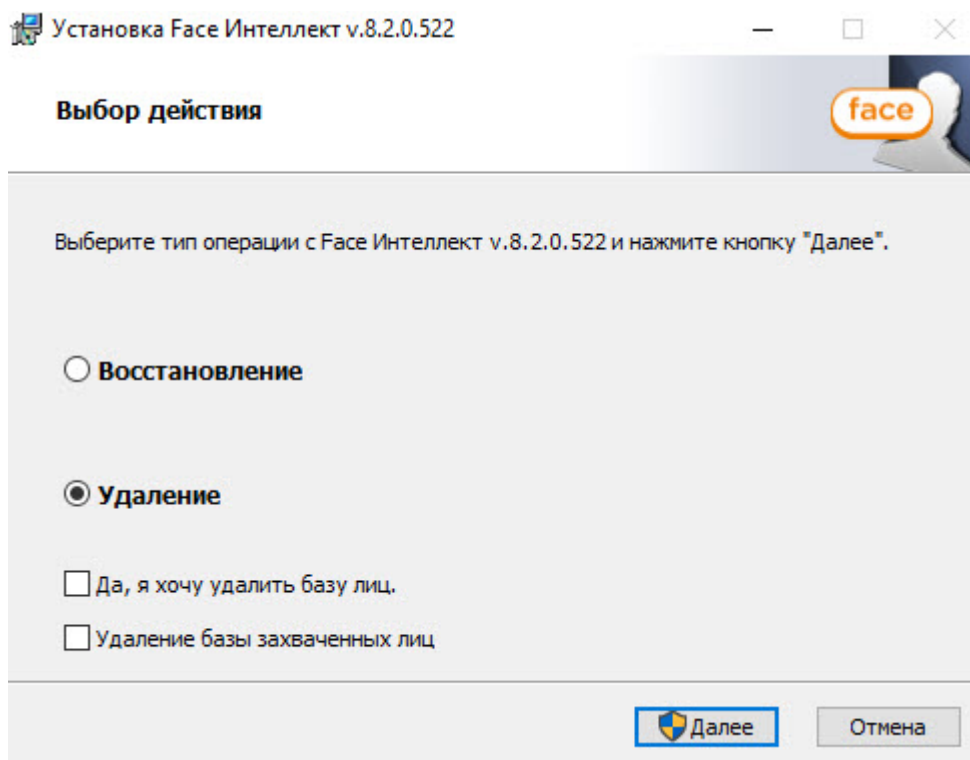 Установка Face Интеллект v.8.2.0.522
Выбор действия
face
Выберите тип операции с Face Интеллект v.8.2.0.522 и нажмите кнопку "Далее".
Восстановление
Удаление
Да, я хочу удалить базу лиц.
Удаление базы захваченных лиц
Далее
Отмена